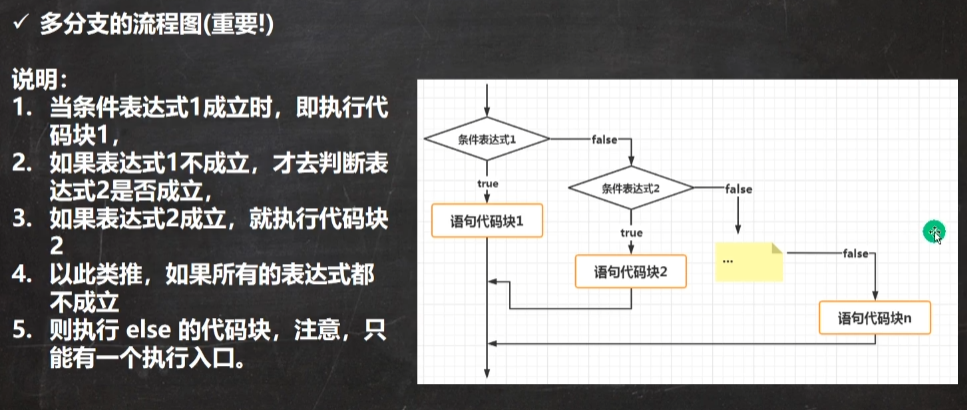 ✓ 多分支的流程图(重要!)
说明：
1. 当条件表达式1成立时，即执行代
码块1，
2. 如果表达式1不成立，才去判断表
达式2是否成立，
3. 如果表达式2成立，就执行代码块
2
4. 以此类推，如果所有的表达式都
不成立
5. 则执行 else 的代码块，注意，只
能有一个执行入口。
条件表达式1
false
true
条件表达式2
false
语句代码块1
true
...
false
语句代码块2
语句代码块n